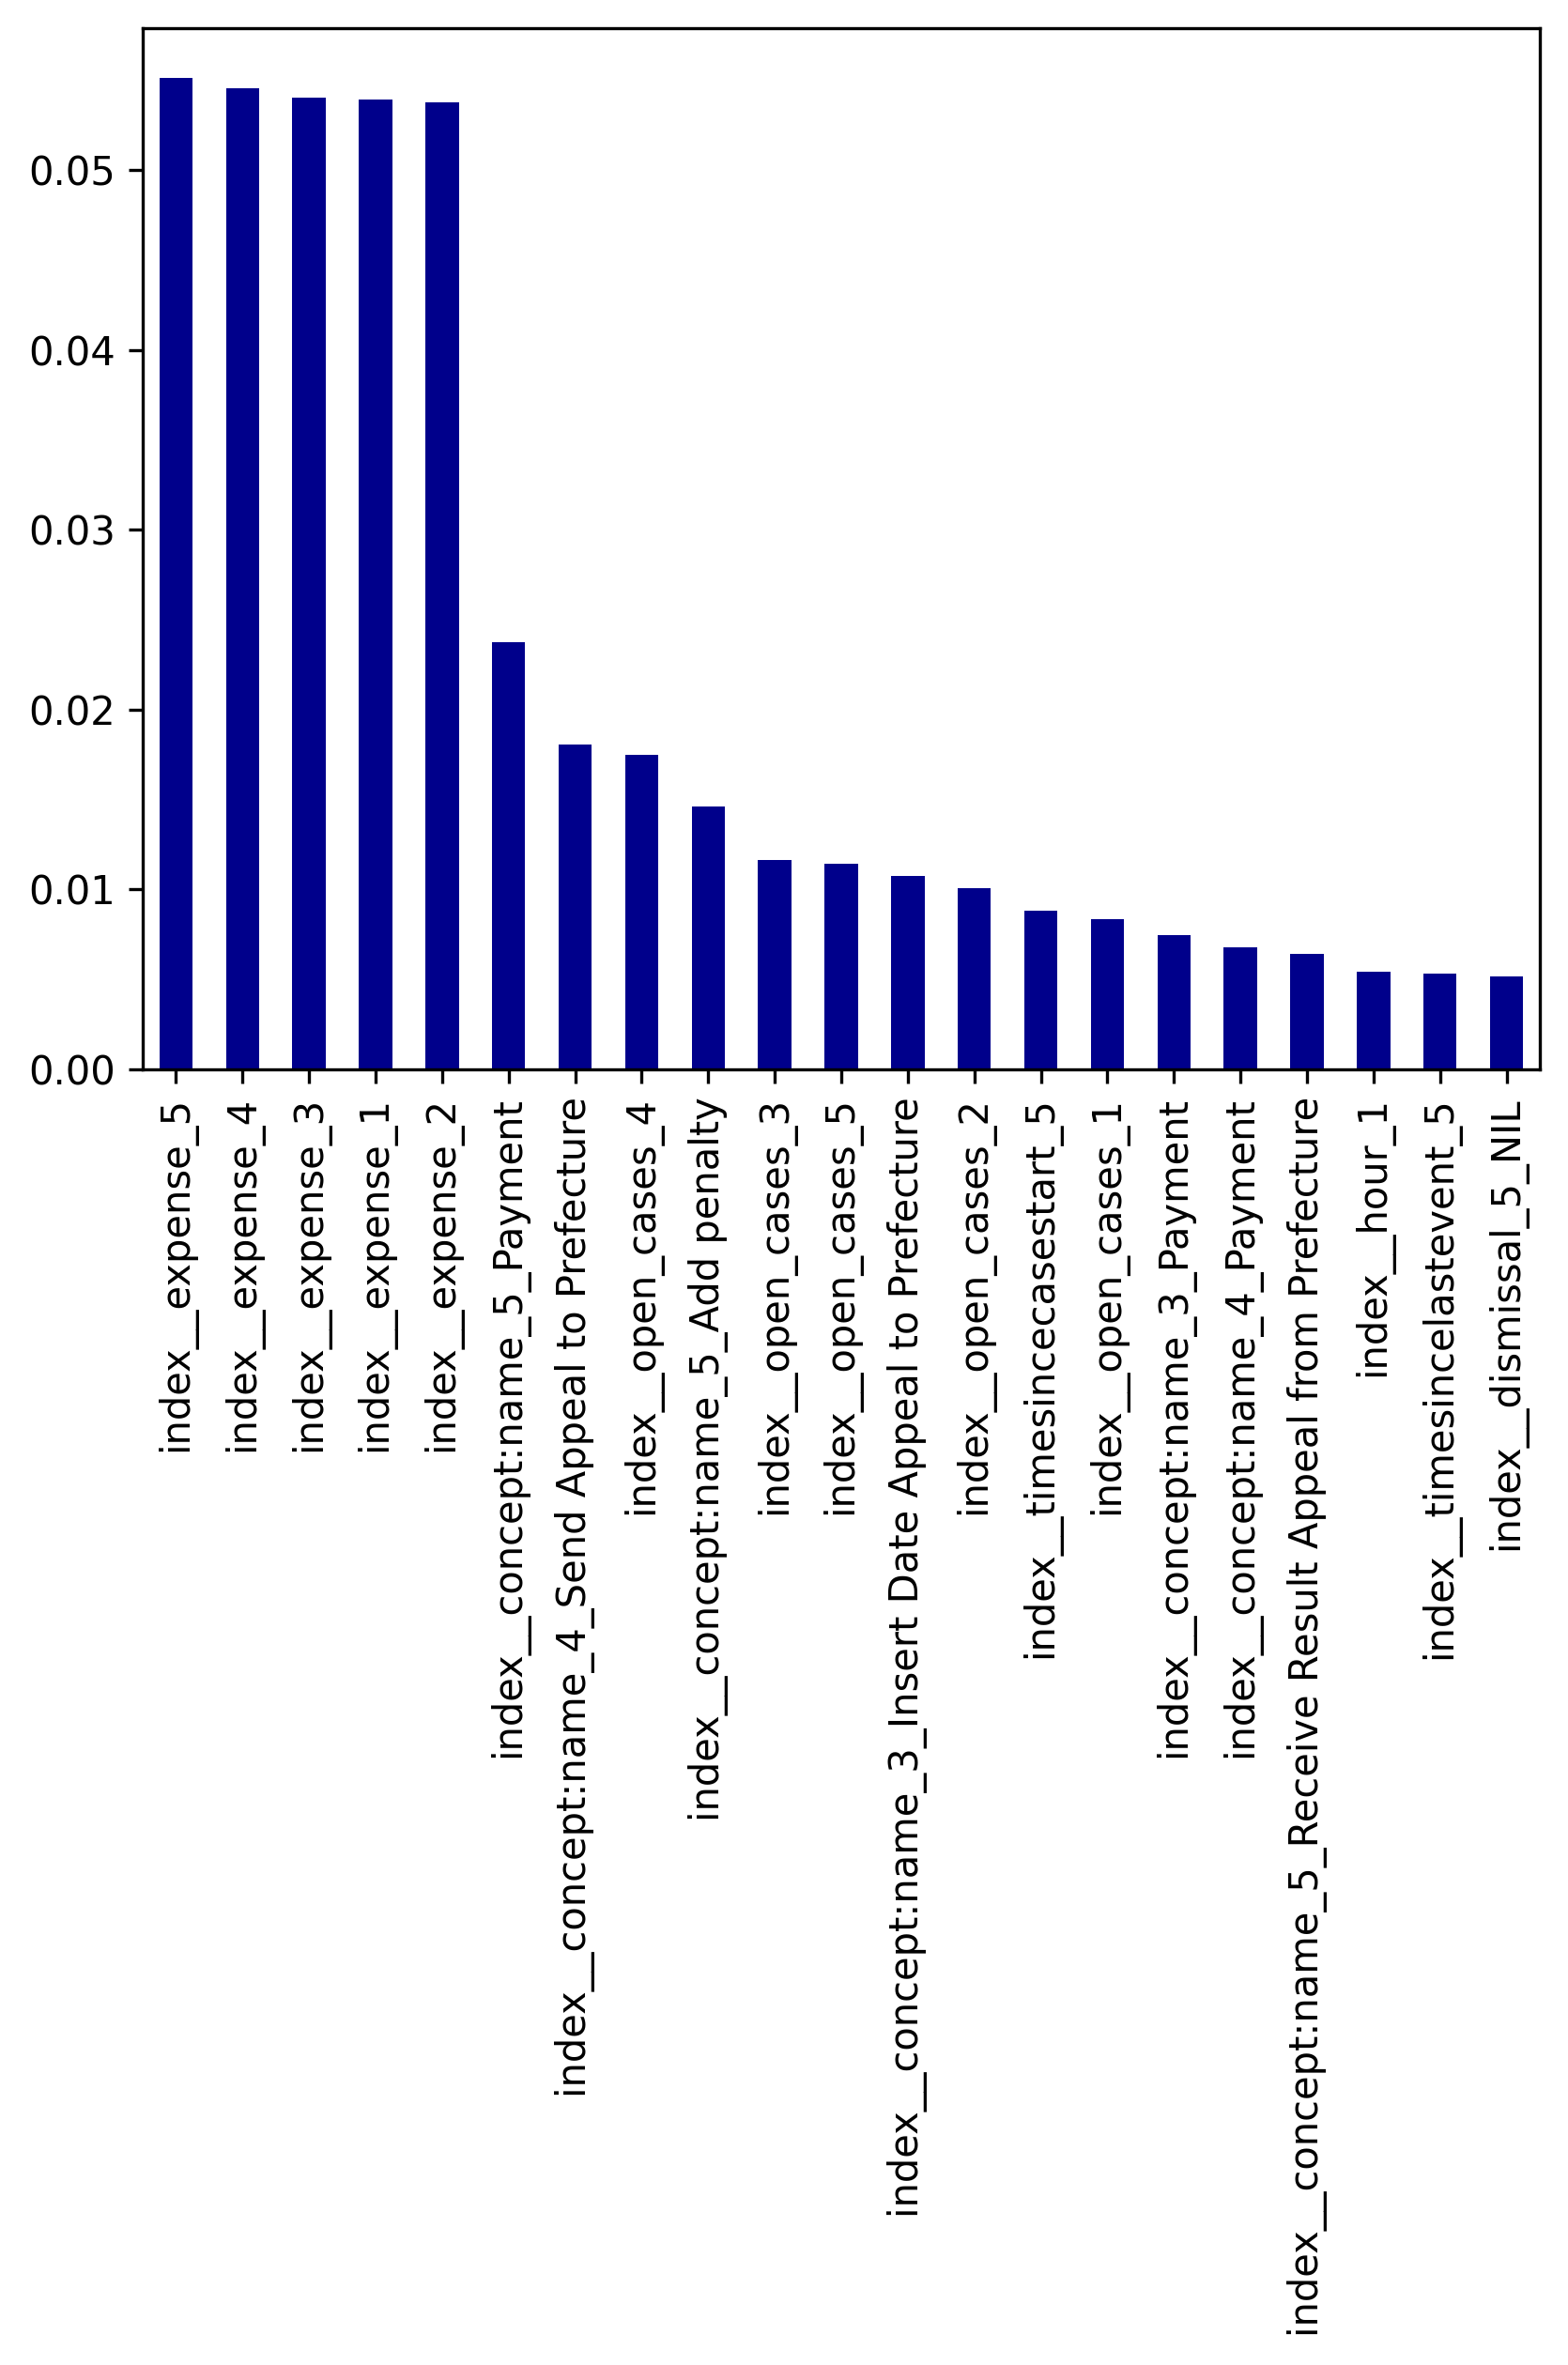 0.05
0.04
0.03
0.02
0.01
0.00
index__expense_5
index__expense_4
index__expense_3
index__expense_1
index__expense_2
index__concept:name_5_Payment
index__concept:name_4_Send Appeal to Prefecture
index__open_cases_4
index__concept:name_5_Add penalty
index__open_cases_3
index__open_cases_5
index__concept:name_3_Insert Date Appeal to Prefecture
index__open_cases_2
index__timesincecasestart_5
index__open_cases_1
index__concept:name_3_Payment
index__concept:name_4_Payment
index__concept:name_5_Receive Result Appeal from Prefecture
index__hour_1
index__timesincelastevent_5
index__dismissal_5_NIL